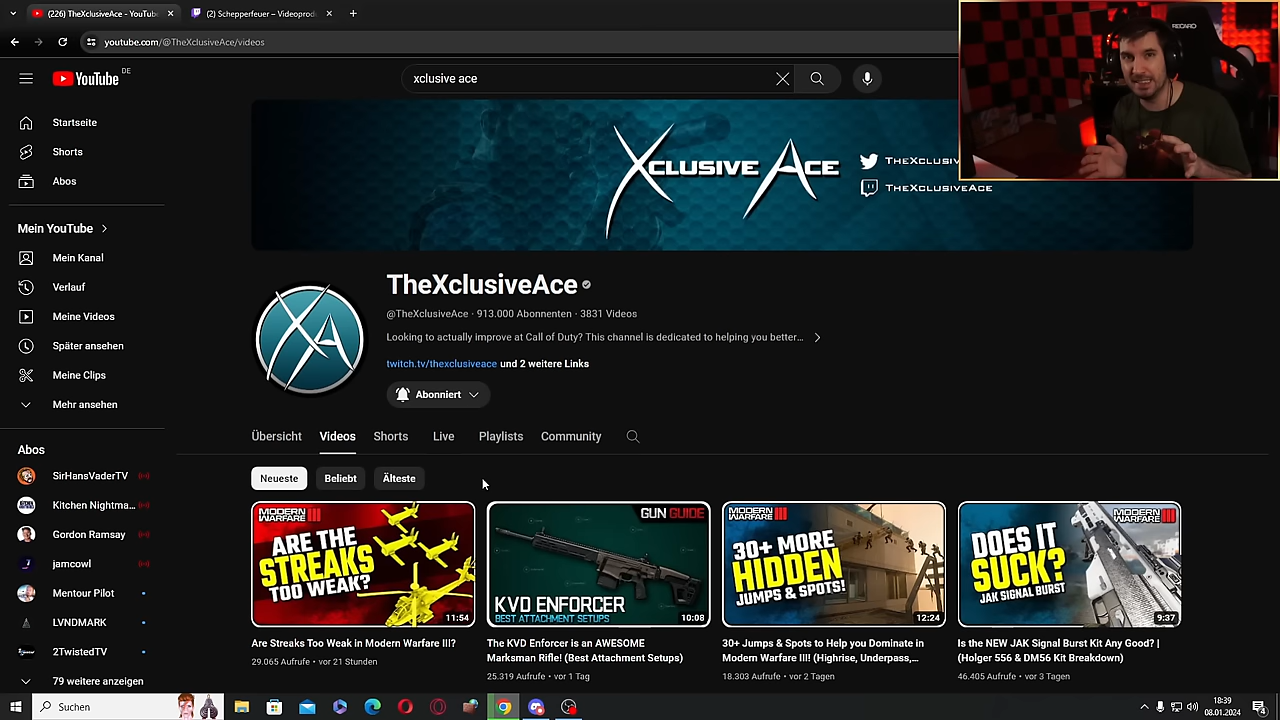 (226) TheXclusiveAce - YouTube
(2) Schepperfeuer – Videoprod
youtube.com/@TheXclusiveAce/videos
YouTube DE
xclusive ace
RECARO
Startseite
Shorts
Abos
Mein YouTube
Mein Kanal
Verlauf
Meine Videos
Später ansehen
Meine Clips
Mehr ansehen
Abos
SirHansVaderTV
Kitchen Nightma...
Gordon Ramsay
jamcowl
Mentour Pilot
LVNDMARK
2TwistedTV
79 weitere anzeigen
XCLUSIVE ACE
THEXCLUSIV
THEXCLUSIVEACE
XA
TheXclusiveAce
@TheXclusiveAce · 913.000 Abonnenten · 3831 Videos
Looking to actually improve at Call of Duty? This channel is dedicated to helping you better...
twitch.tv/thexclusiveace und 2 weitere Links
Abonniert
Übersicht Videos Shorts Live Playlists Community
Neueste Beliebt Älteste
MODERN WARFARE III
ARE THE
STREAKS
TOO WEAK?
11:54
Are Streaks Too Weak in Modern Warfare III?
29.065 Aufrufe · vor 21 Stunden
GUN GUIDE
KVD ENFORCER
BEST ATTACHMENT SETUPS
10:08
The KVD Enforcer is an AWESOME
Marksman Rifle! (Best Attachment Setups)
25.319 Aufrufe · vor 1 Tag
MODERN WARFARE III
30+ MORE
HIDDEN
JUMPS & SPOTS!
12:24
30+ Jumps & Spots to Help you Dominate in
Modern Warfare III! (Highrise, Underpass,...
18.303 Aufrufe · vor 2 Tagen
MODERN WARFARE III
DOES IT
SUCK?
JAK SIGNAL BURST
9:37
Is the NEW JAK Signal Burst Kit Any Good? |
(Holger 556 & DM56 Kit Breakdown)
46.405 Aufrufe · vor 3 Tagen
Suchen
18:39
08.01.2024